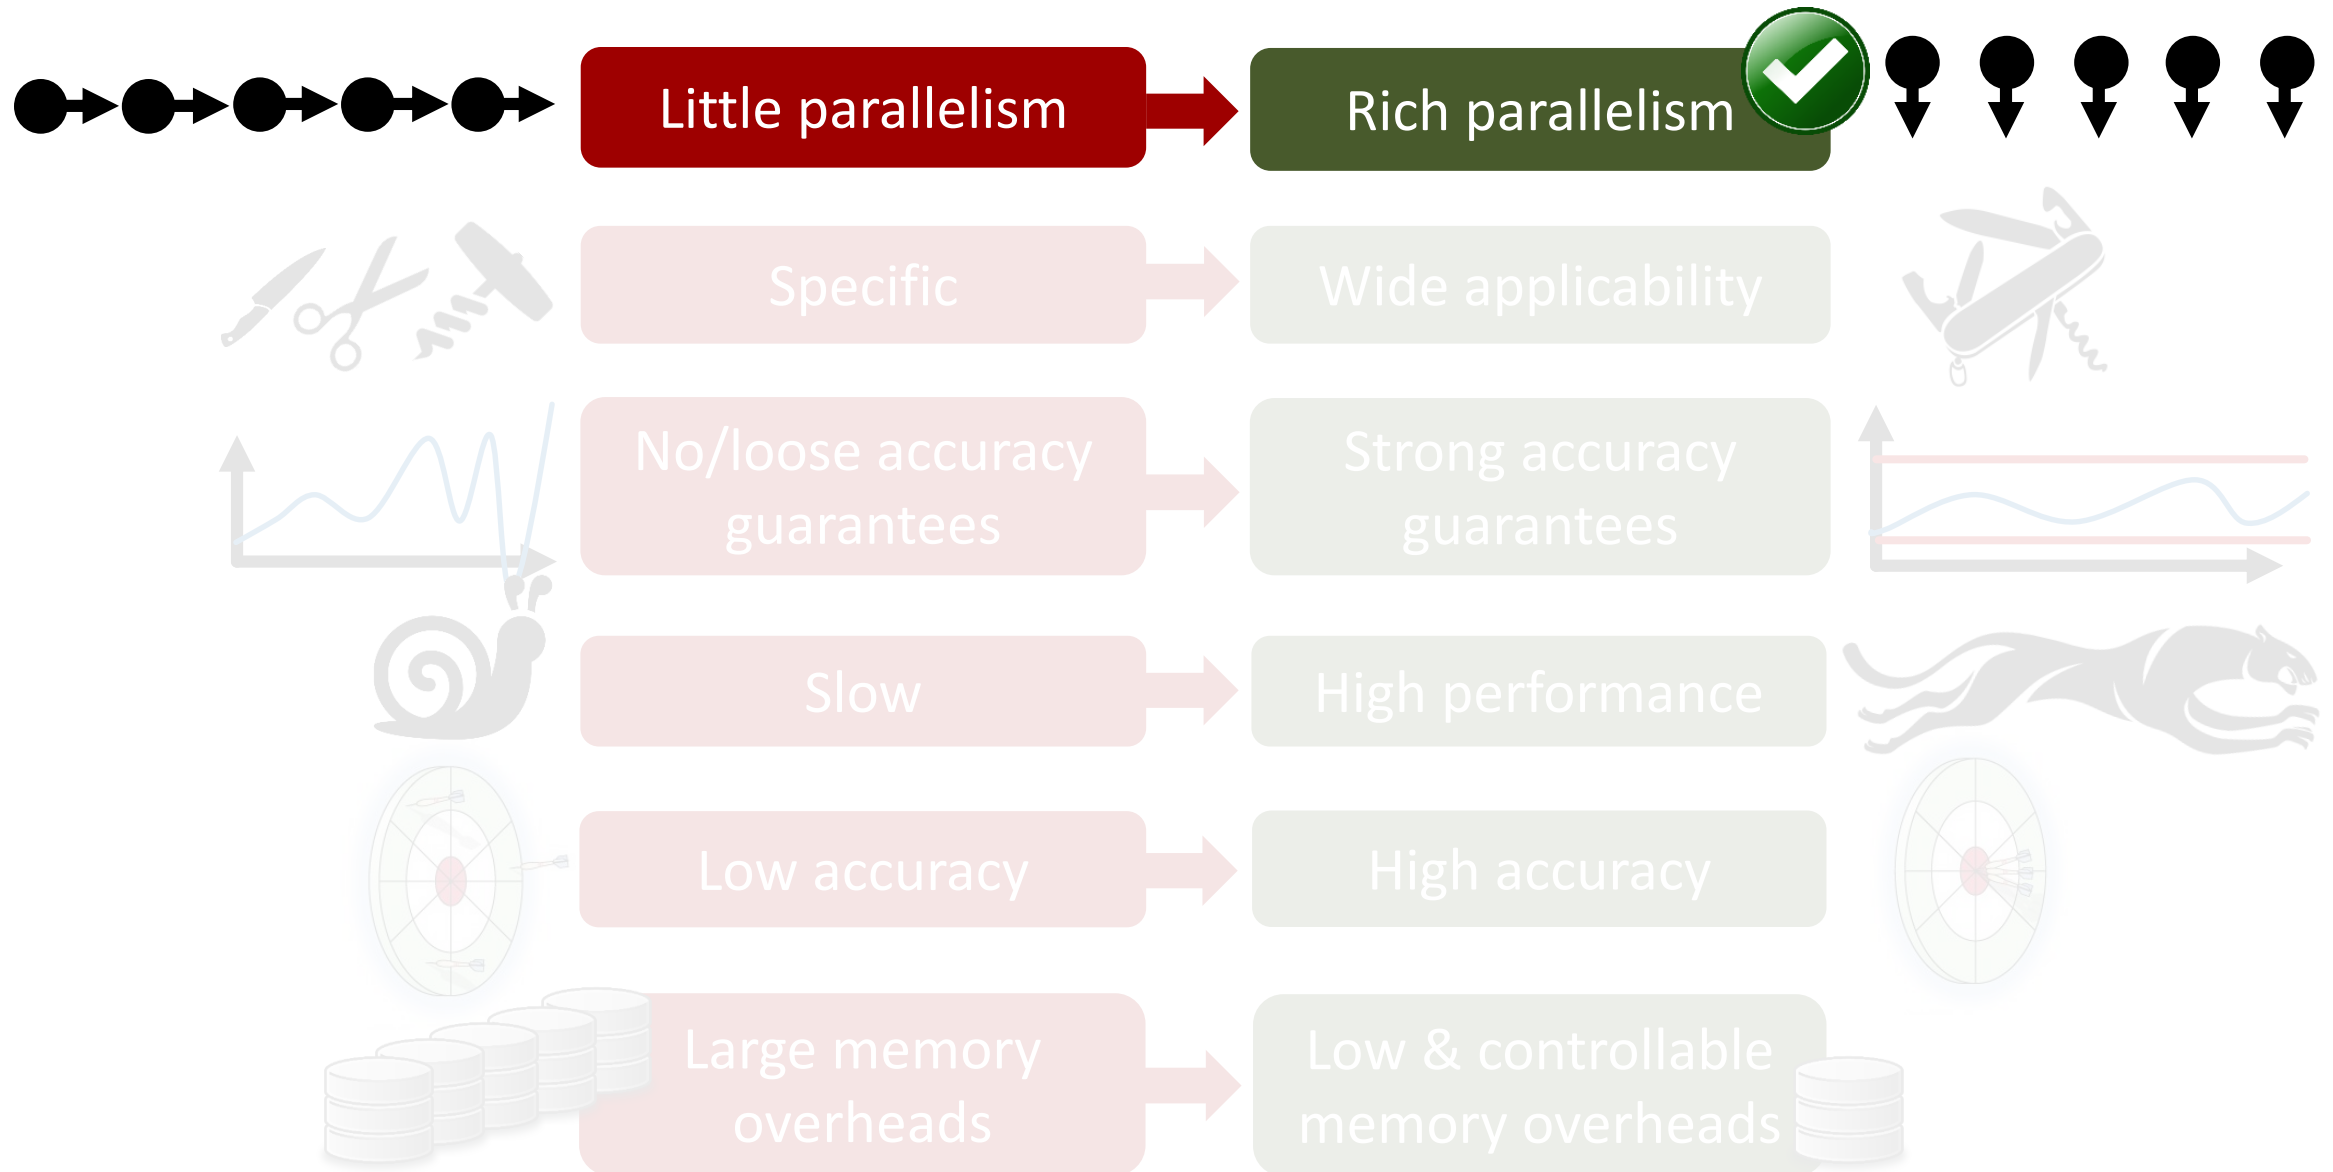 Little parallelism
Rich parallelism
Specific
Wide applicability
No/loose accuracy
guarantees
Strong accuracy
guarantees
Slow
High performance
Low accuracy
High accuracy
Large memory
overheads
Low & controllable
memory overheads